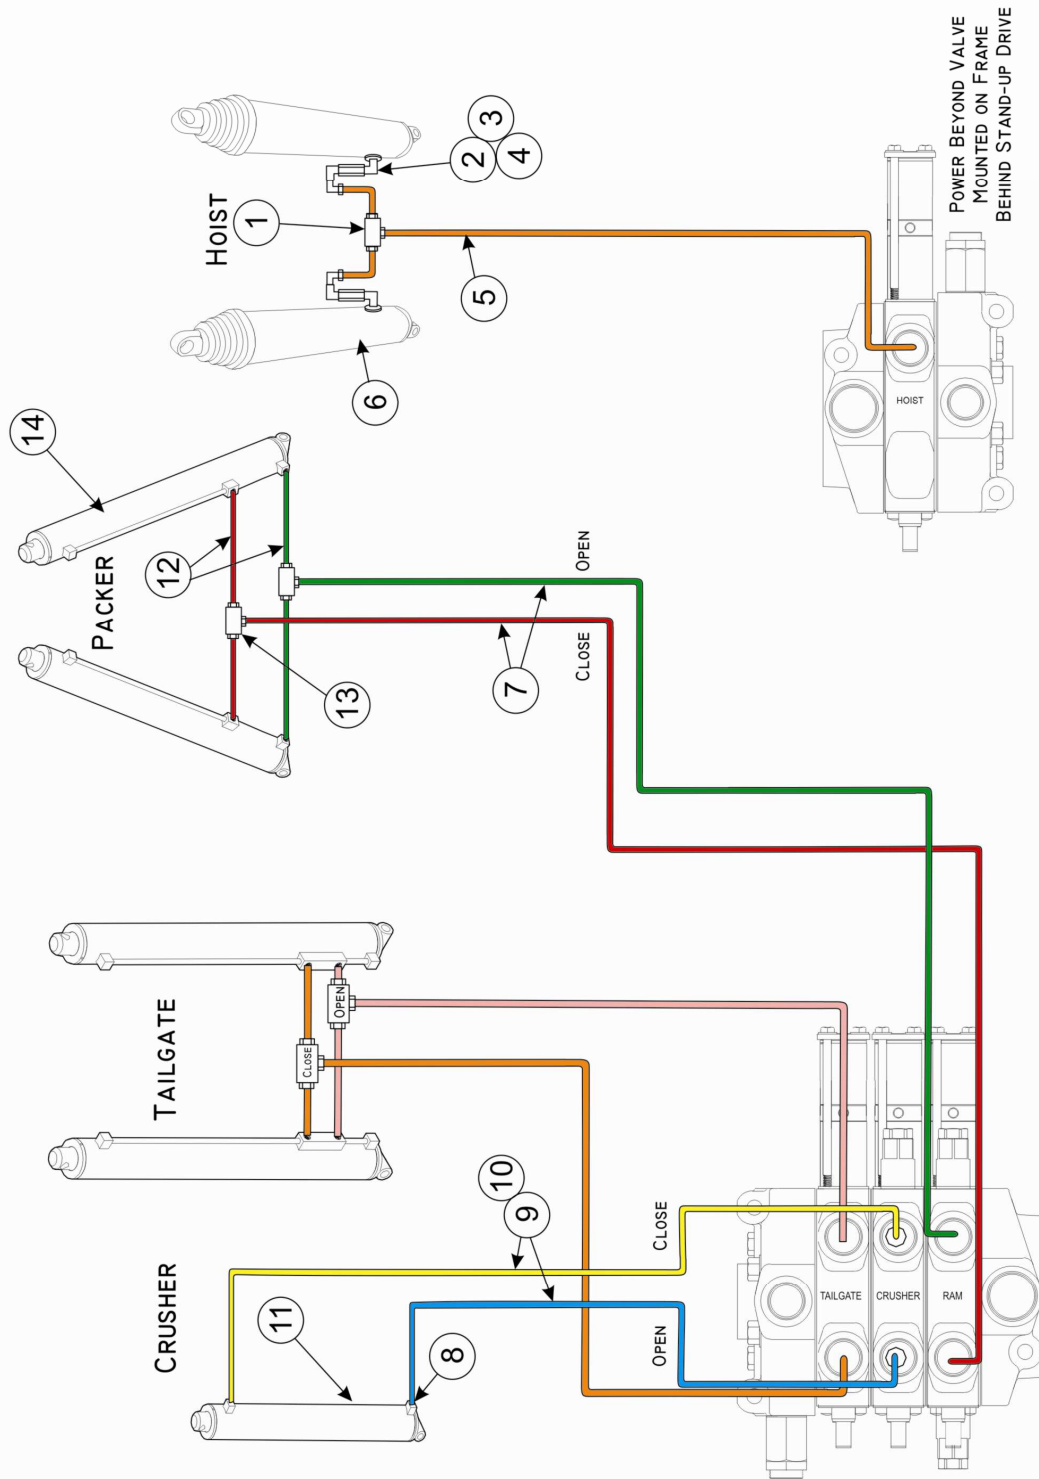 HOIST
1
2
3
4
5
6
POWER BEYOND VALVE
MOUNTED ON FRAME
BEHIND STAND-UP DRIVE
HOIST
PACKER
14
12
13
7
OPEN
CLOSE
TAILGATE
OPEN
CLOSE
CRUSHER
11
8
10
9
CLOSE
OPEN
TAILGATE
CRUSHER
RAM